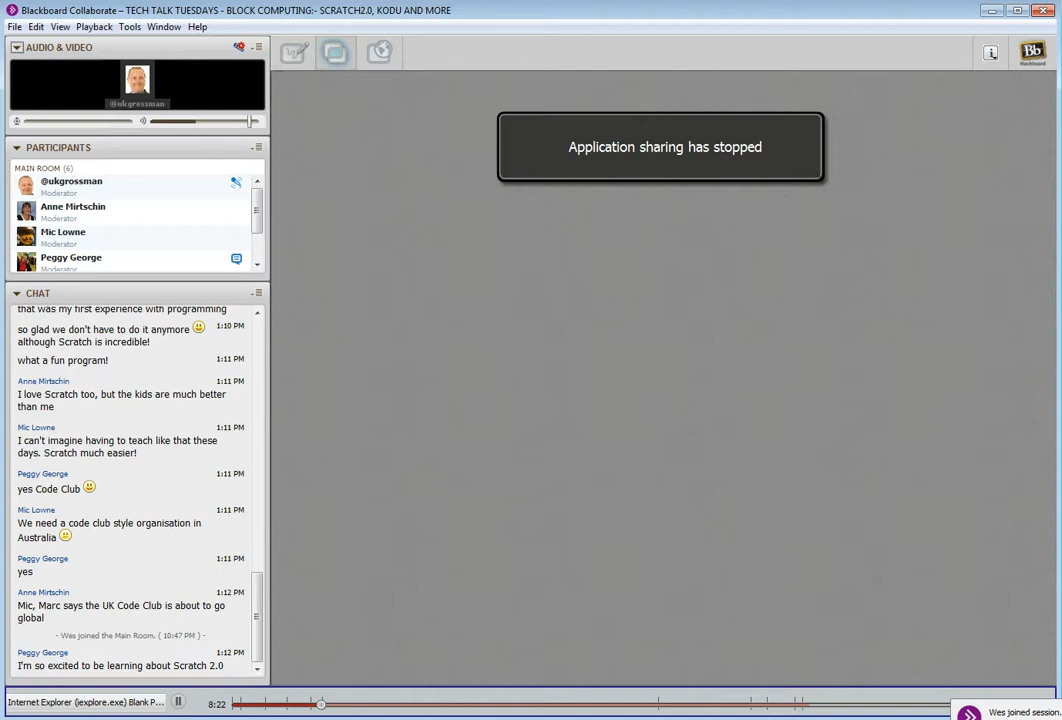 Blackboard Collaborate – TECH TALK TUESDAYS - BLOCK COMPUTING:- SCRATCH2.0, KODU AND MORE
File Edit View Playback Tools Window Help
AUDIO & VIDEO
@ukgrossman
PARTICIPANTS
MAIN ROOM (6)
@ukgrossman
Moderator
Anne Mirtschin
Moderator
Mic Lowne
Moderator
Peggy George
Moderator
CHAT
that was my first experience with programming
so glad we don't have to do it anymore 1:10 PM
although Scratch is incredible!
what a fun program! 1:11 PM
Anne Mirtschin 1:11 PM
I love Scratch too, but the kids are much better
than me
Mic Lowne 1:11 PM
I can't imagine having to teach like that these
days. Scratch much easier!
Peggy George 1:11 PM
yes Code Club
Mic Lowne 1:11 PM
We need a code club style organisation in
Australia
Peggy George 1:11 PM
yes
Anne Mirtschin 1:12 PM
Mic, Marc says the UK Code Club is about to go
global
- Wes joined the Main Room. ( 10:47 PM ) -
Peggy George 1:12 PM
I'm so excited to be learning about Scratch 2.0
Application sharing has stopped
Bb
Blackboard
Internet Explorer (iexplore.exe) Blank P... 8:22
Wes joined session.